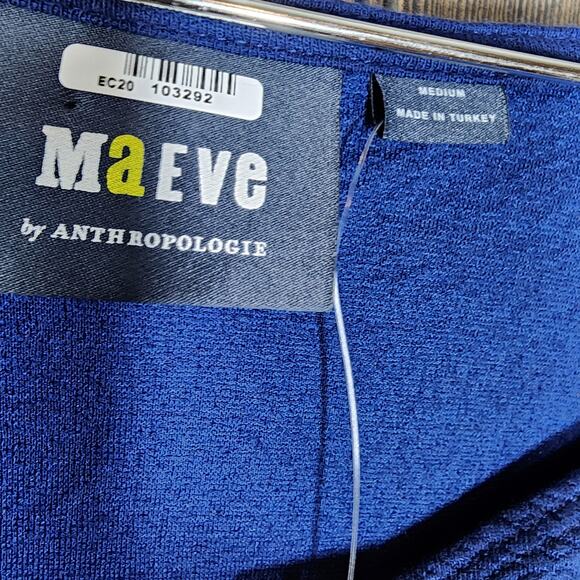 EC20 103292
MaEVe
by ANTHROPOLOGIE
MEDIUM
MADE IN TURKEY